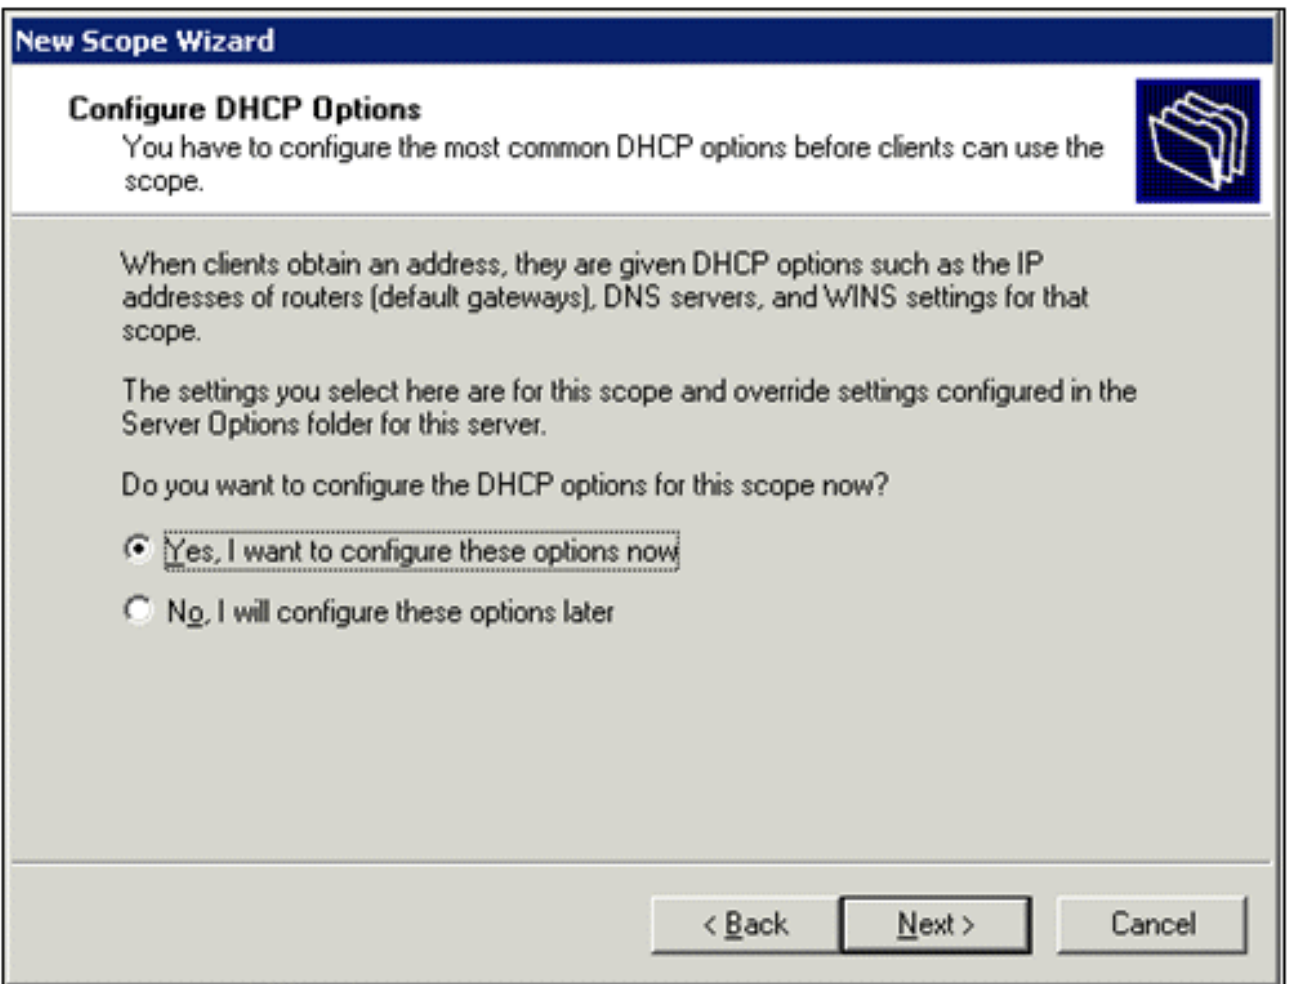 New Scope Wizard
Configure DHCP Options
You have to configure the most common DHCP options before clients can use the
scope.
When clients obtain an address, they are given DHCP options such as the IP
addresses of routers (default gateways), DNS servers, and WINS settings for that
scope.
The settings you select here are for this scope and override settings configured in the
Server Options folder for this server.
Do you want to configure the DHCP options for this scope now?
Yes, I want to configure these options now
No, I will configure these options later
< Back Next > Cancel